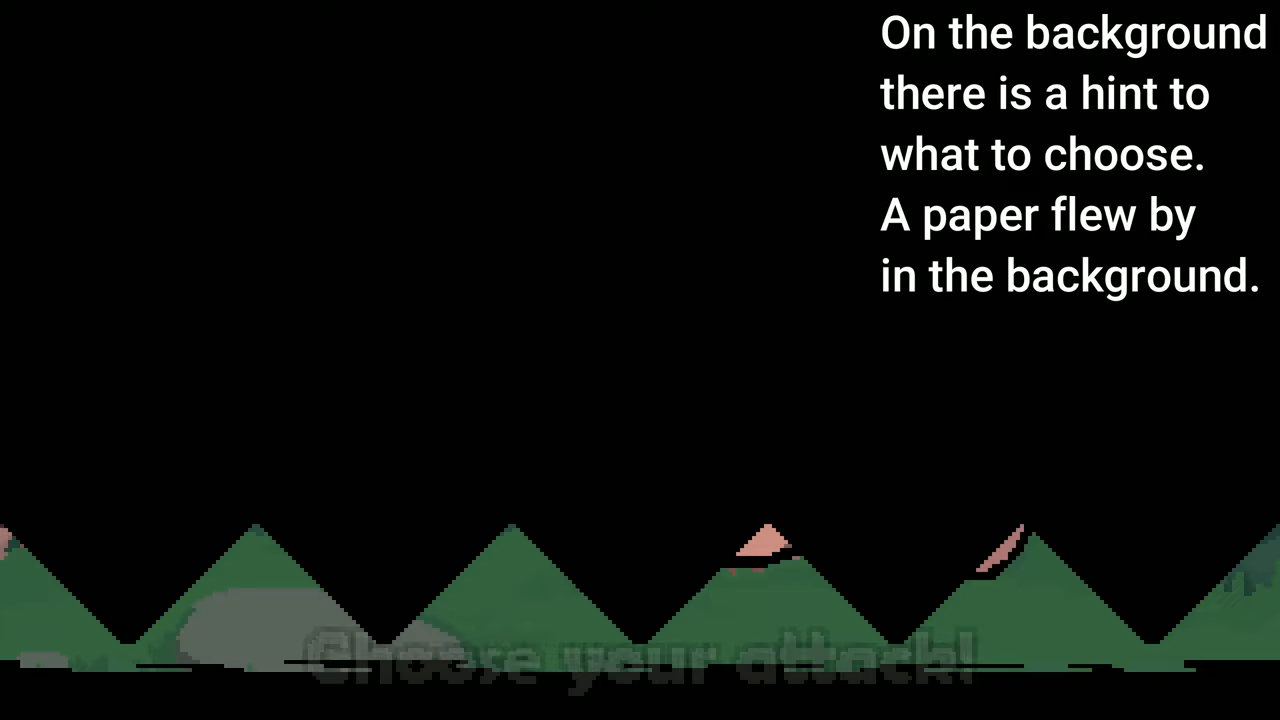 On the background
there is a hint to
what to choose.
A paper flew by
in the background.
Choose your attack!